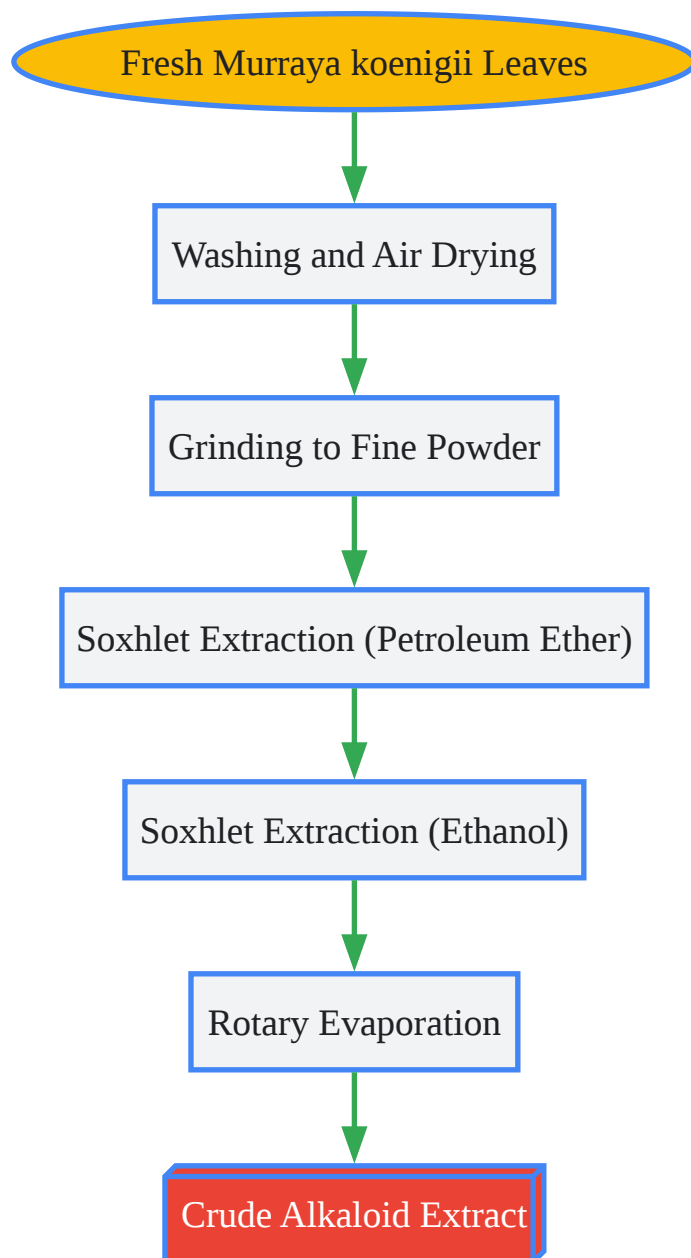 Fresh Murraya koenigii Leaves
Washing and Air Drying
Grinding to Fine Powder
Soxhlet Extraction (Petroleum Ether)
Soxhlet Extraction (Ethanol)
Rotary Evaporation
Crude Alkaloid Extract